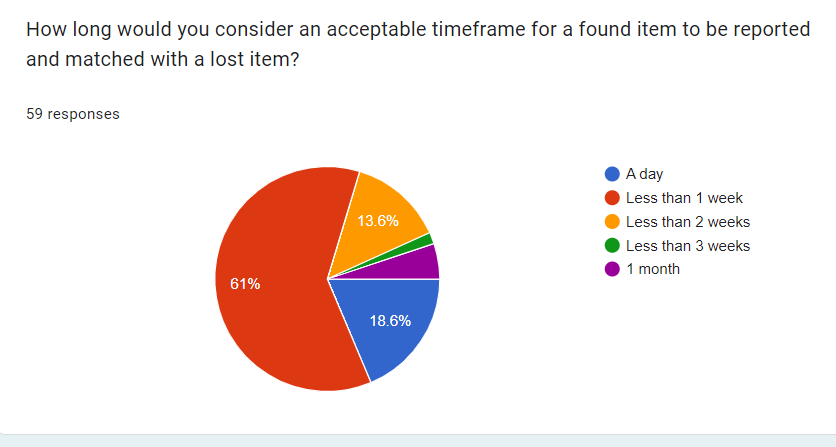 How long would you consider an acceptable timeframe for a found item to be reported
and matched with a lost item?
59 responses
A day
Less than 1 week
Less than 2 weeks
Less than 3 weeks
1 month
13.6%
61%
18.6%